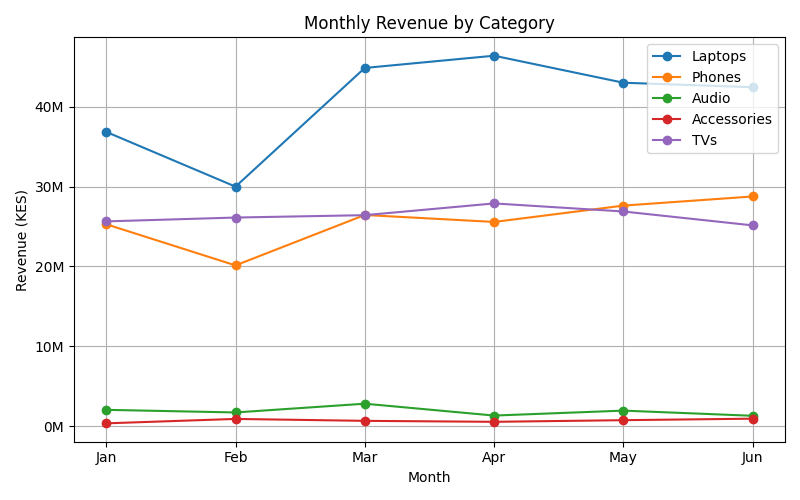 Monthly Revenue by Category
Laptops
Phones
Audio
Accessories
TVs
Revenue (KES)
40M
30M
20M
10M
0M
Jan Feb Mar Apr May Jun
Month